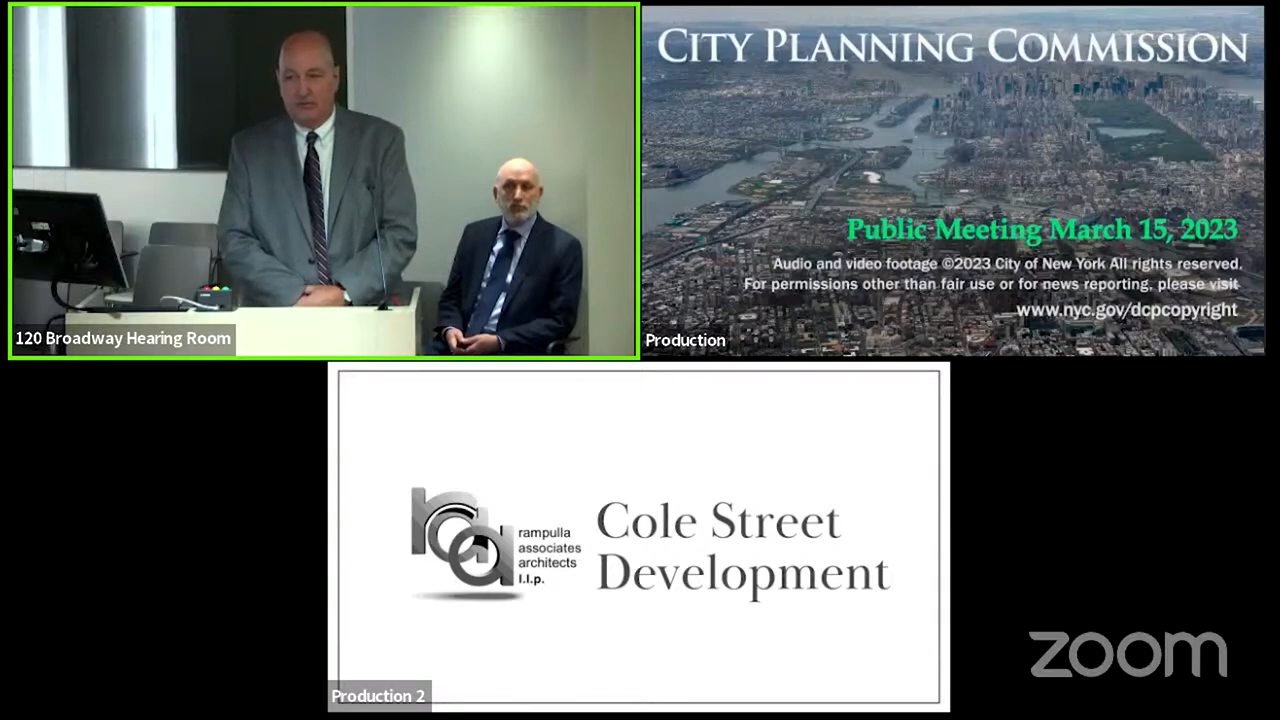 CITY PLANNING COMMISSION
Public Meeting March 15, 2023
Audio and video footage ©2023 City of New York All rights reserved.
For permissions other than fair use or for news reporting, please visit
www.nyc.gov/dcpcopyright
120 Broadway Hearing Room
Production
raa
rampulla
associates
architects
l.l.p.
Cole Street
Development
Production 2
zoom